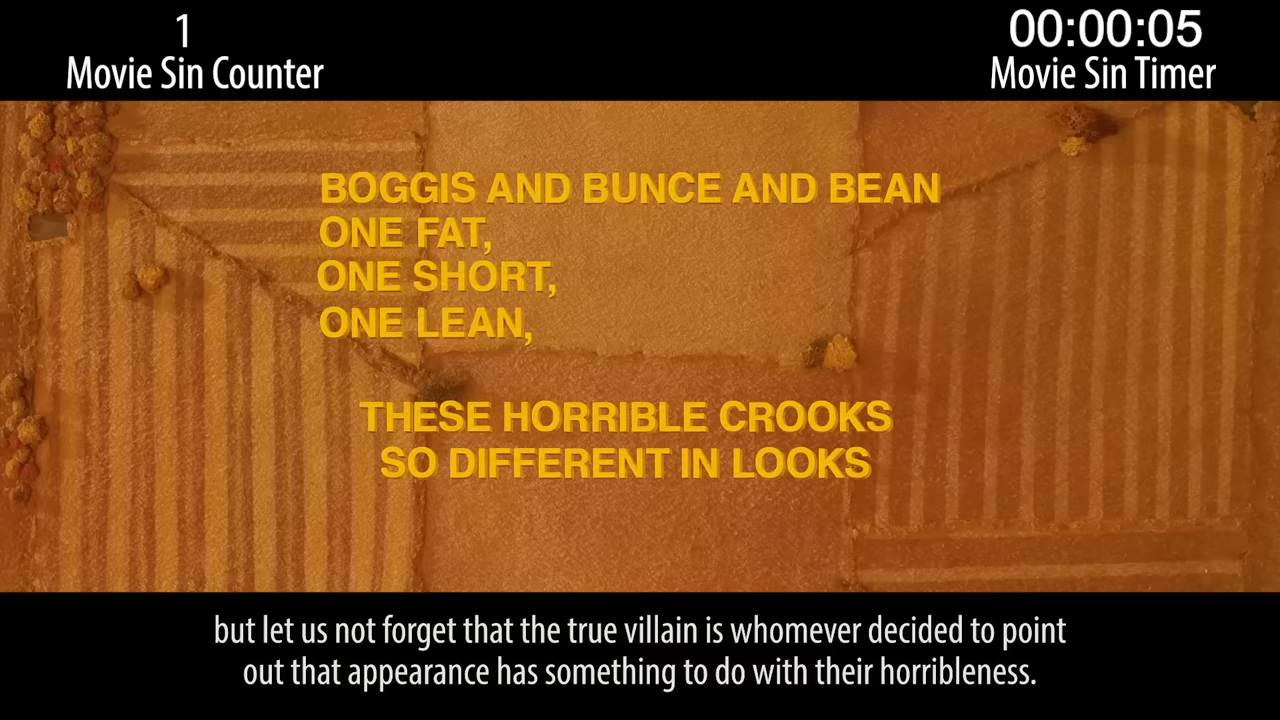 1
Movie Sin Counter
00:00:05
Movie Sin Timer
BOGGIS AND BUNCE AND BEAN
ONE FAT,
ONE SHORT,
ONE LEAN,
THESE HORRIBLE CROOKS
SO DIFFERENT IN LOOKS
but let us not forget that the true villain is whomever decided to point
out that appearance has something to do with their horribleness.